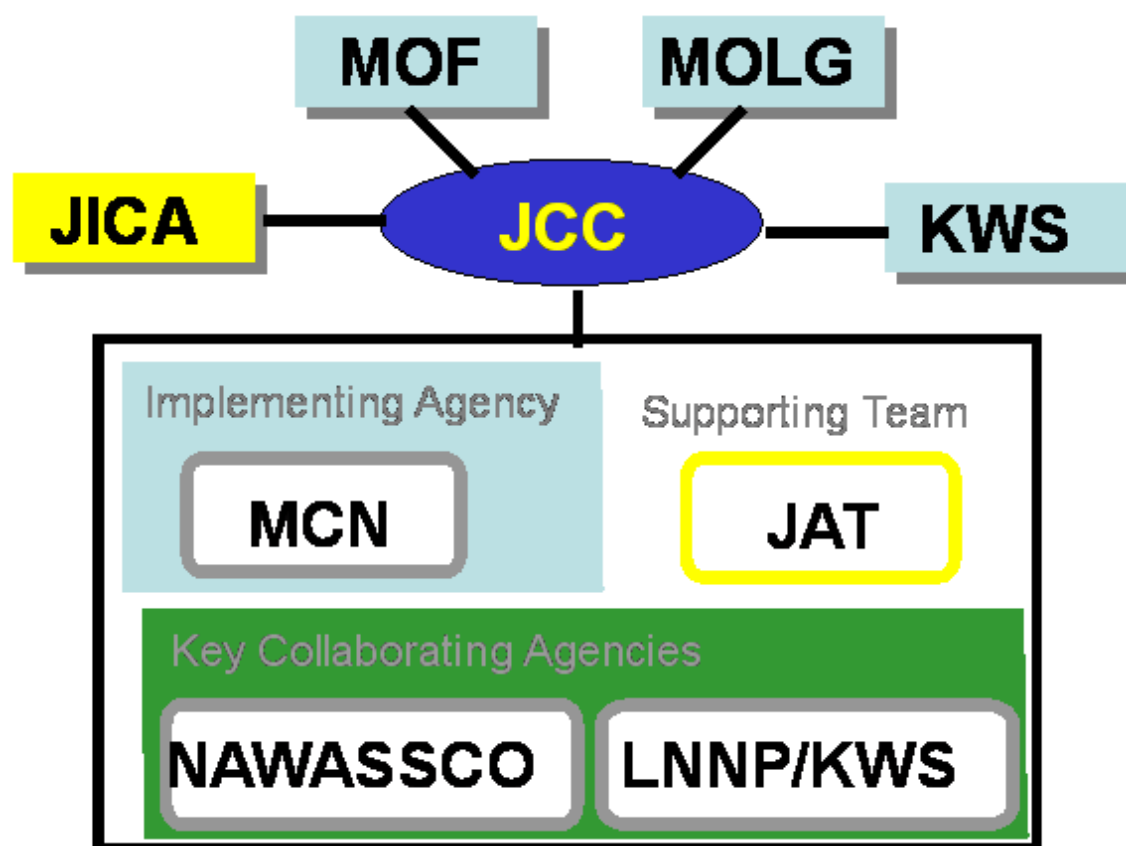 MOF
MOLG
JICA
JCC
KWS
Implementing Agency
Supporting Team
MCN
JAT
Key Collaborating Agencies
NAWASSCO
LNNP/KWS